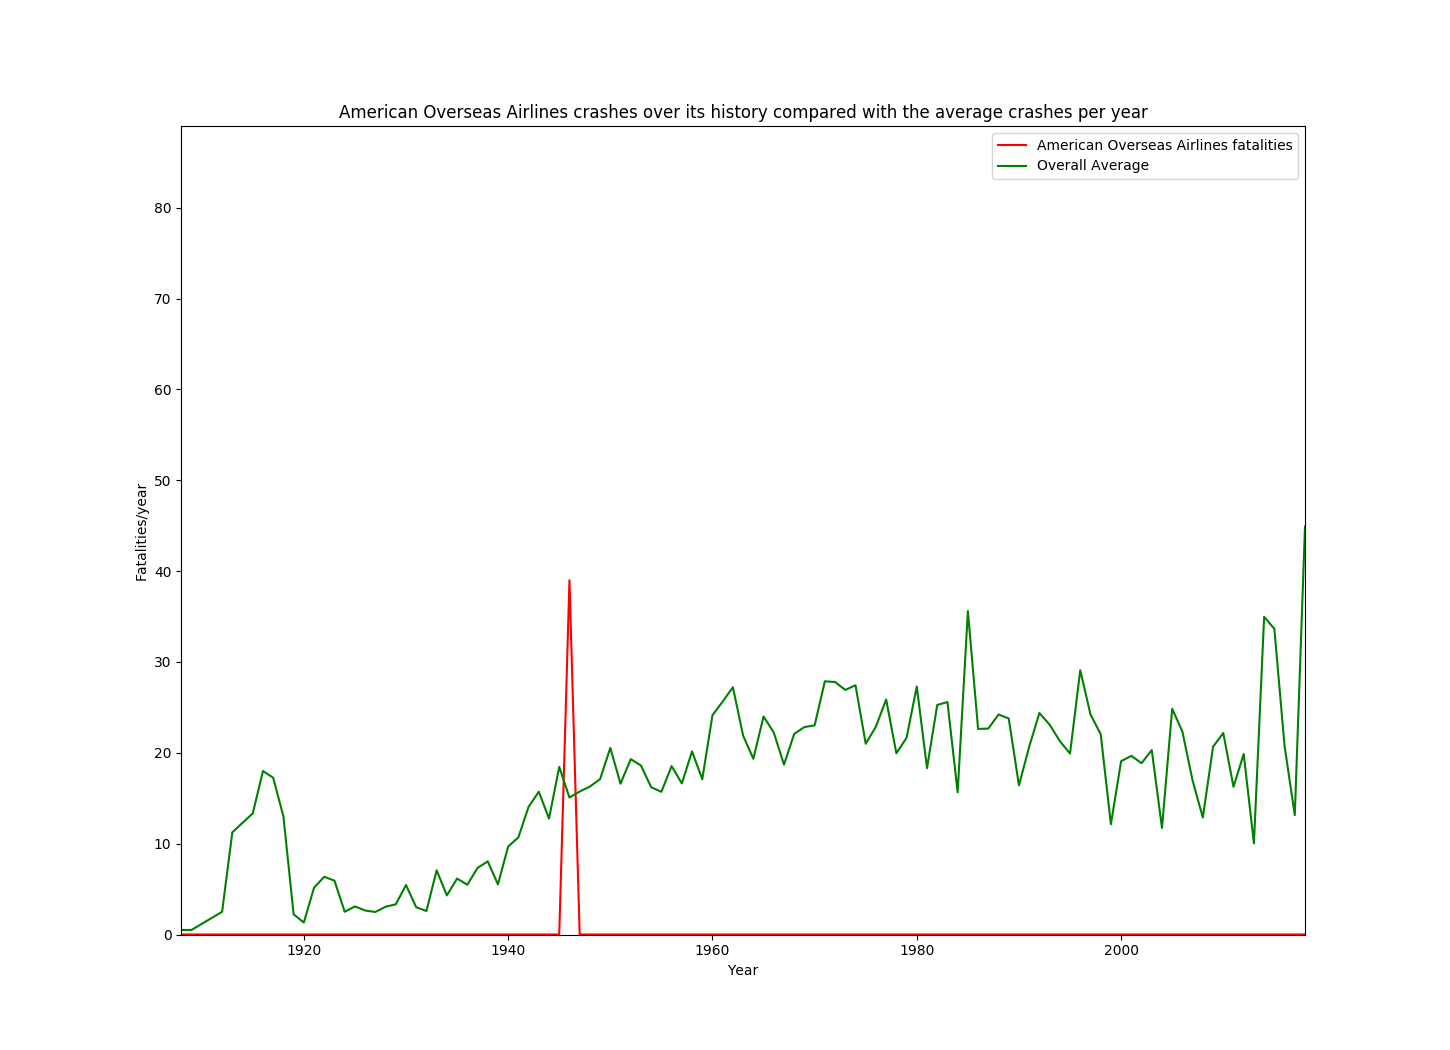 American Overseas Airlines crashes over its history compared with the average crashes per year
American Overseas Airlines fatalities
Overall Average
80
70
60
50
40
30
20
10
0
Fatalities/year
1920 1940 1960 1980 2000
Year